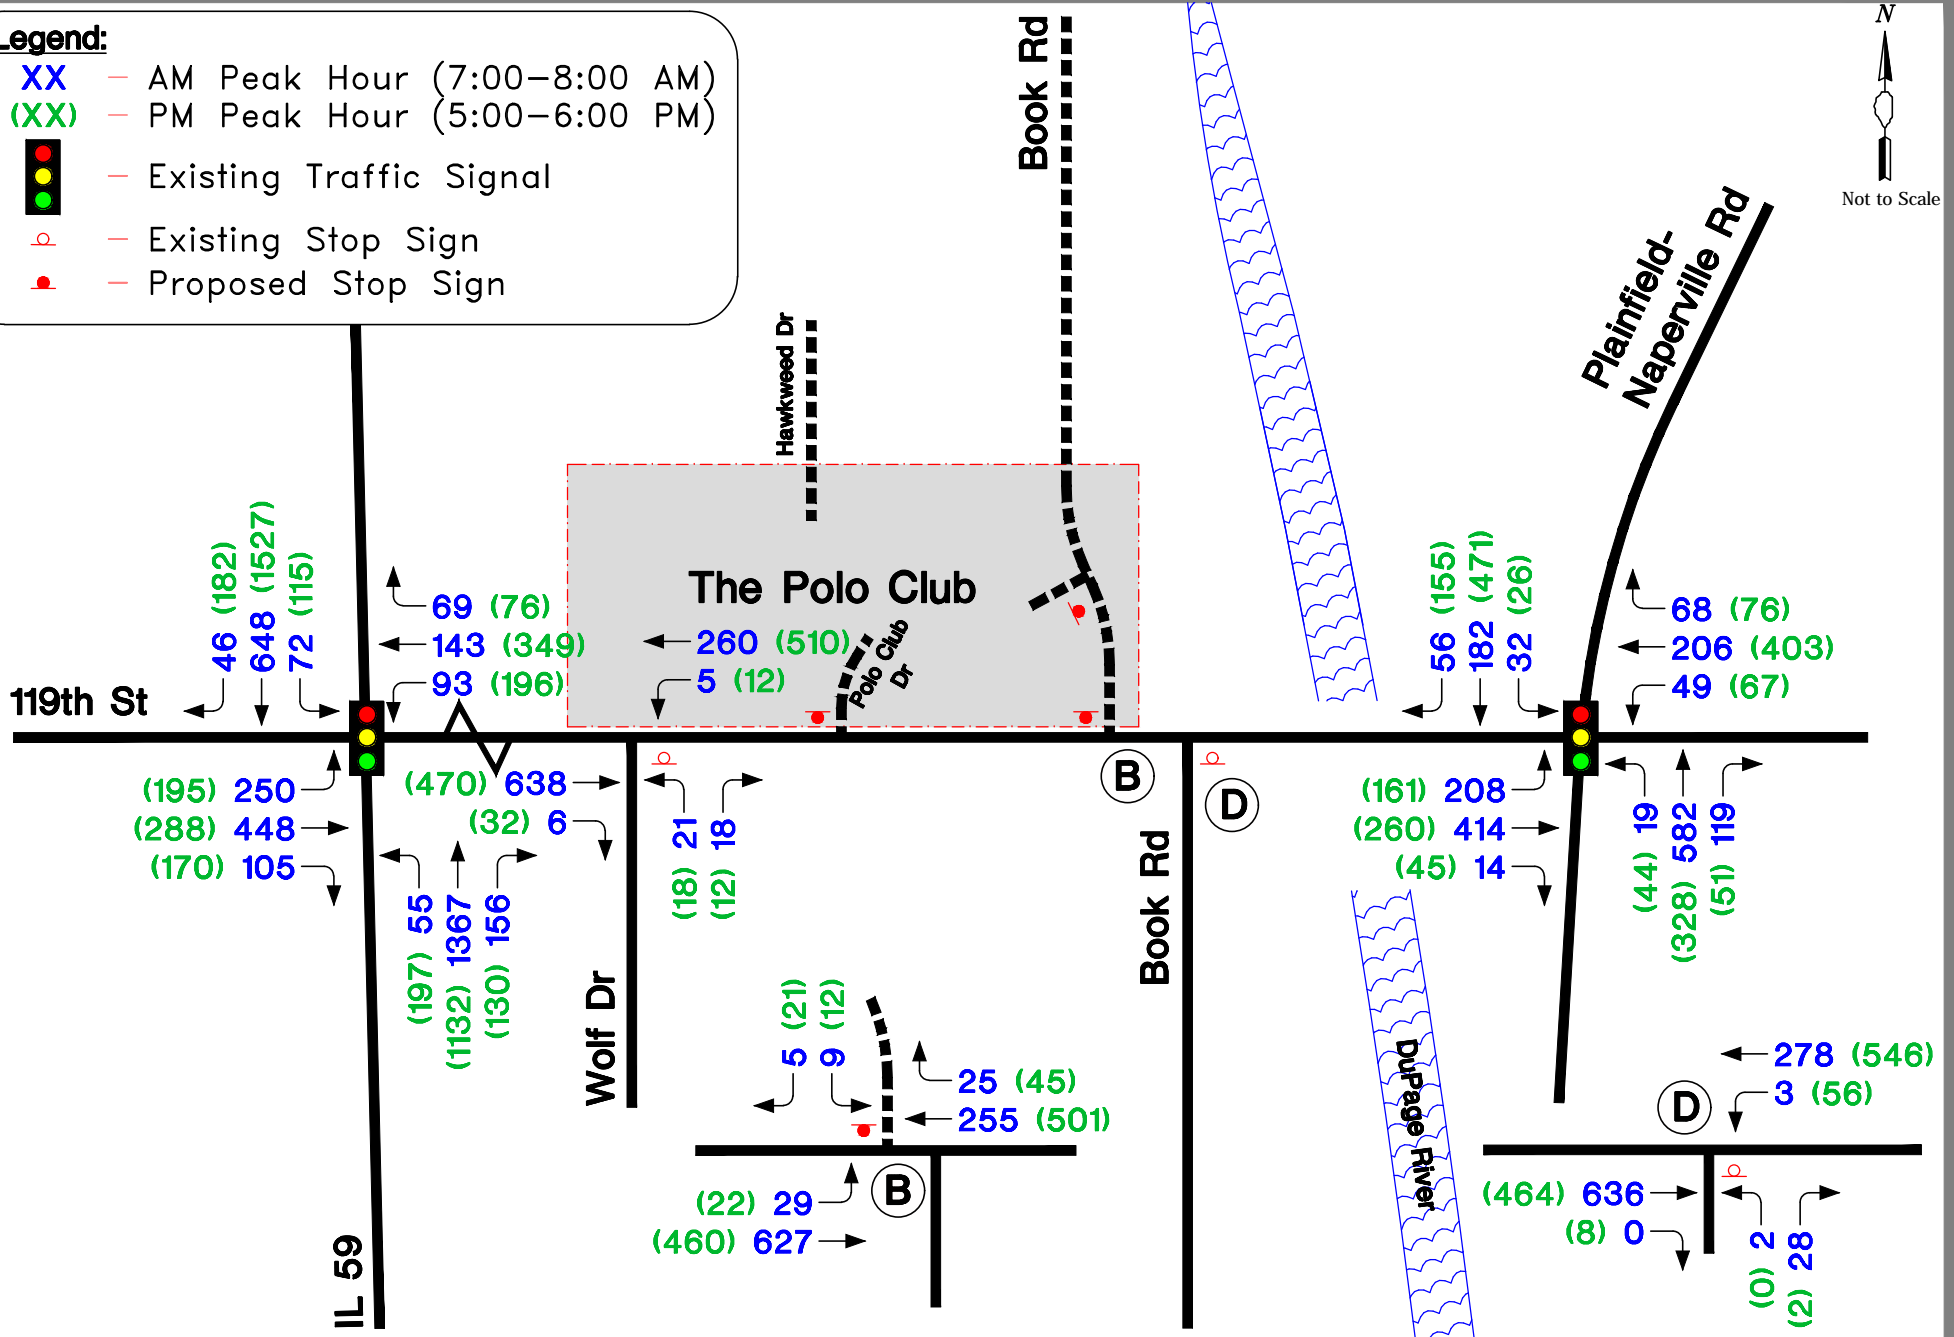 Legend:
XX – AM Peak Hour (7:00–8:00 AM)
(XX) – PM Peak Hour (5:00–6:00 PM)
– Existing Traffic Signal
– Existing Stop Sign
– Proposed Stop Sign
Book Rd
N
Not to Scale
Plainfield-
Naperville Rd
Hawkweed Dr
The Polo Club
Polo Club
Dr
119th St
46 (182)
648 (1527)
72 (115)
69 (76)
143 (349)
93 (196)
260 (510)
5 (12)
56 (155)
182 (471)
32 (26)
68 (76)
206 (403)
49 (67)
(195) 250
(288) 448
(170) 105
(470) 638
(32) 6
(197) 55
(1132) 1367
(130) 156
(18) 21
(12) 18
B
D
(161) 208
(260) 414
(45) 14
(44) 19
(328) 582
(51) 119
Wolf Dr
Book Rd
DuPage River
IL 59
5 (21)
9 (12)
25 (45)
255 (501)
B
(22) 29
(460) 627
278 (546)
3 (56)
D
(464) 636
(8) 0
(0) 2
(2) 28